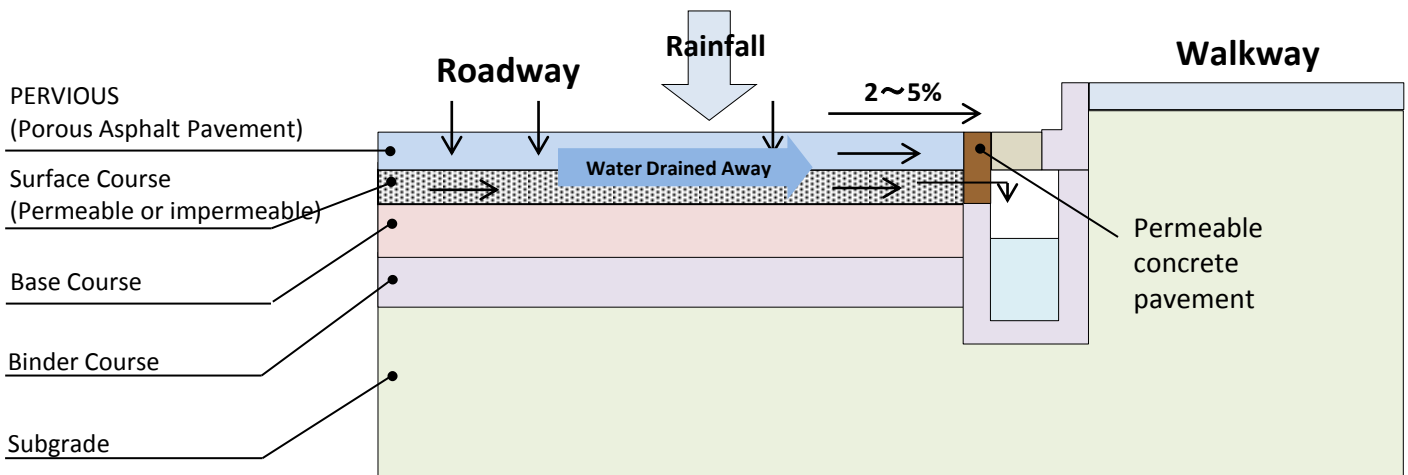 Rainfall
Roadway
Walkway
2～5%
PERVIOUS
(Porous Asphalt Pavement)
Water Drained Away
Surface Course
(Permeable or impermeable)
Permeable
concrete
pavement
Base Course
Binder Course
Subgrade